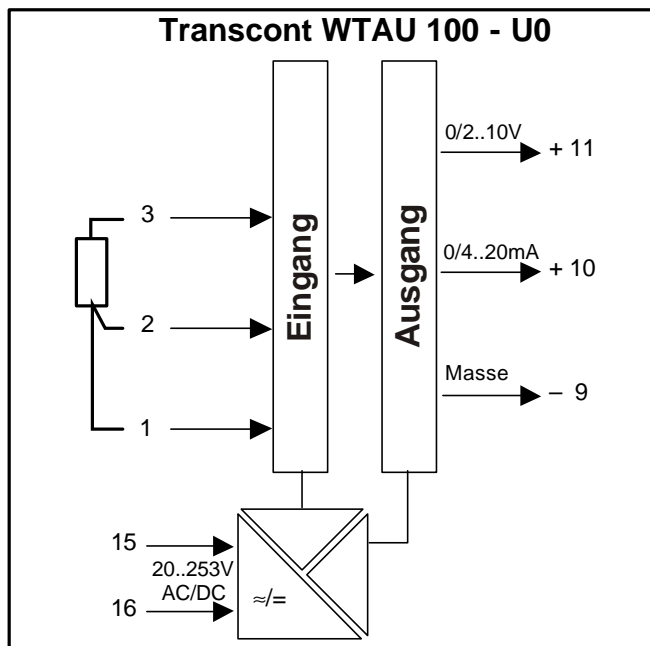 Transcont WTAU 100 - U0
0/2..10V
+ 11
3
Eingang
Ausgang
0/4..20mA
+ 10
2
Masse
– 9
1
15
20..253V
AC/DC
16
≈/=